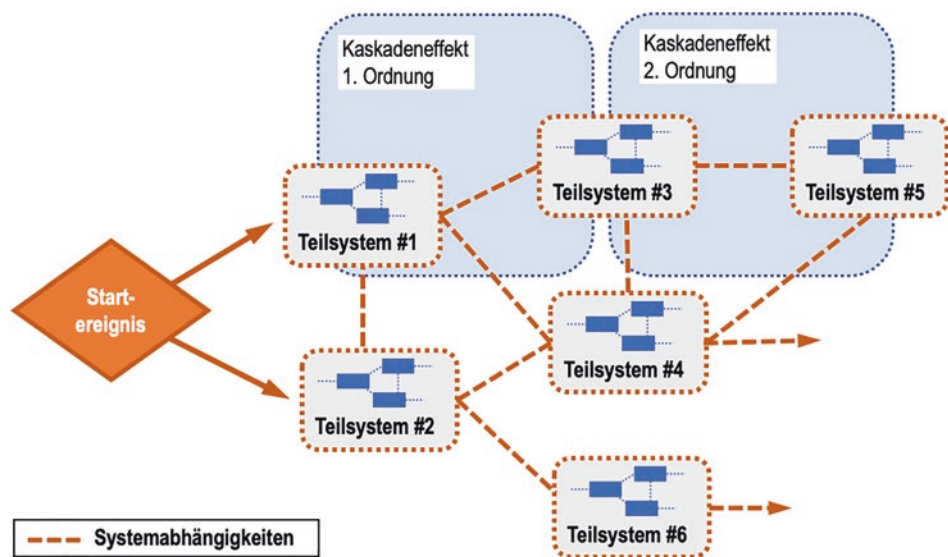 Kaskadeneffekt
1. Ordnung
Kaskadeneffekt
2. Ordnung
Teilsystem #3
Teilsystem #5
Teilsystem #1
Start-
ereignis
Teilsystem #4
Teilsystem #2
Teilsystem #6
Systemabhängigkeiten